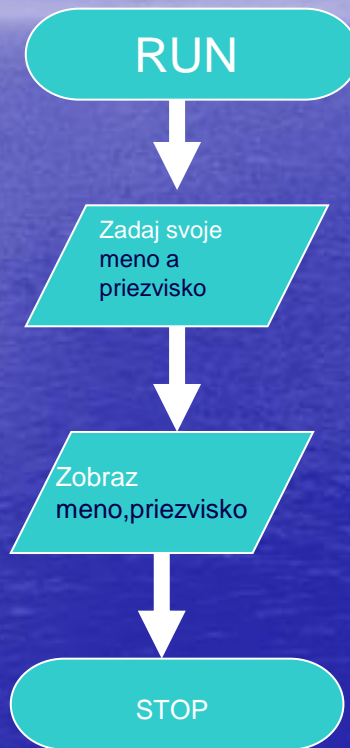 RUN
Zadaj svoje
meno a
priezvisko
Zobraz
meno,priezvisko
STOP